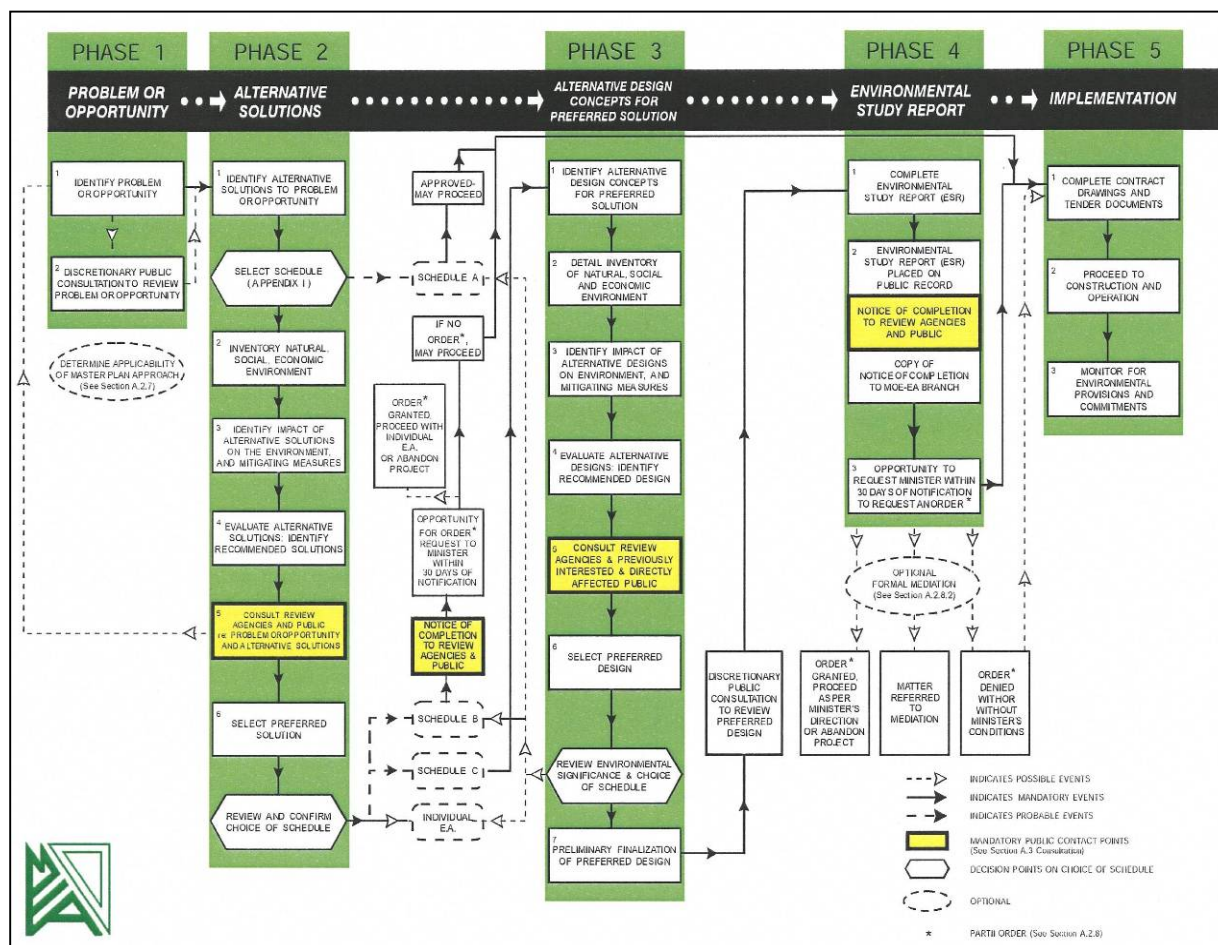 PHASE 1
PHASE 2
PHASE 3
PHASE 4
PHASE 5
PROBLEM OR
OPPORTUNITY
ALTERNATIVE
SOLUTIONS
ALTERNATIVE DESIGN
CONCEPTS FOR
PREFERRED SOLUTION
ENVIRONMENTAL
STUDY REPORT
IMPLEMENTATION
1
IDENTIFY PROBLEM
OR OPPORTUNITY
2
DISCRETIONARY PUBLIC
CONSULTATION TO REVIEW
PROBLEM OR OPPORTUNITY
DETERMINE APPLICABILITY
OF MASTER PLAN APPROACH
(See Section A.2.7)
1
IDENTIFY ALTERNATIVE
SOLUTIONS TO PROBLEM
OR OPPORTUNITY
SELECT SCHEDULE
(APPENDIX I)
2
INVENTORY NATURAL,
SOCIAL, ECONOMIC
ENVIRONMENT
3
IDENTIFY IMPACT OF
ALTERNATIVE SOLUTIONS
ON THE ENVIRONMENT,
AND MITIGATING MEASURES
4
EVALUATE ALTERNATIVE
SOLUTIONS: IDENTIFY
RECOMMENDED SOLUTIONS
5
CONSULT REVIEW
AGENCIES AND PUBLIC
re: PROBLEM OR OPPORTUNITY
AND ALTERNATIVE SOLUTIONS
6
SELECT PREFERRED
SOLUTION
REVIEW AND CONFIRM
CHOICE OF SCHEDULE
APPROVED-
MAY PROCEED
SCHEDULE A
IF NO
ORDER*,
MAY PROCEED
ORDER*
GRANTED,
PROCEED WITH
INDIVIDUAL
E.A.
OR ABANDON
PROJECT
OPPORTUNITY
FOR ORDER*
REQUEST TO
MINISTER
WITHIN
30 DAYS OF
NOTIFICATION
NOTICE OF
COMPLETION
TO REVIEW
AGENCIES &
PUBLIC
SCHEDULE B
SCHEDULE C
INDIVIDUAL
E.A.
1
IDENTIFY ALTERNATIVE
DESIGN CONCEPTS
FOR PREFERRED
SOLUTION
2
DETAIL INVENTORY
OF NATURAL, SOCIAL
AND ECONOMIC
ENVIRONMENT
3
IDENTIFY IMPACT OF
ALTERNATIVE DESIGNS
ON ENVIRONMENT, AND
MITIGATING MEASURES
4
EVALUATE ALTERNATIVE
DESIGNS: IDENTIFY
RECOMMENDED DESIGN
5
CONSULT REVIEW
AGENCIES & PREVIOUSLY
INTERESTED & DIRECTLY
AFFECTED PUBLIC
6
SELECT PREFERRED
DESIGN
REVIEW ENVIRONMENTAL
SIGNIFICANCE & CHOICE
OF SCHEDULE
7
PRELIMINARY FINALIZATION
OF PREFERRED DESIGN
DISCRETIONARY
PUBLIC
CONSULTATION
TO REVIEW
PREFERRED
DESIGN
1
COMPLETE
ENVIRONMENTAL
STUDY REPORT (ESR)
2
ENVIRONMENTAL
STUDY REPORT (ESR)
PLACED ON
PUBLIC RECORD
NOTICE OF COMPLETION
TO REVIEW AGENCIES
AND PUBLIC
COPY OF
NOTICE OF COMPLETION
TO MOE-EA BRANCH
3
OPPORTUNITY TO
REQUEST MINISTER WITHIN
30 DAYS OF NOTIFICATION
TO REQUEST AN ORDER *
OPTIONAL
FORMAL MEDIATION
(See Section A.2.8.2)
ORDER*
GRANTED,
PROCEED
AS PER
MINISTER'S
DIRECTION
OR ABANDON
PROJECT
MATTER
REFERRED
TO
MEDIATION
ORDER*
DENIED WITH
OR WITHOUT
MINISTER'S
CONDITIONS
1
COMPLETE CONTRACT
DRAWINGS AND
TENDER DOCUMENTS
2
PROCEED TO
CONSTRUCTION AND
OPERATION
3
MONITOR FOR
ENVIRONMENTAL
PROVISIONS AND
COMMITMENTS
INDICATES POSSIBLE EVENTS
INDICATES MANDATORY EVENTS
INDICATES PROBABLE EVENTS
MANDATORY PUBLIC CONTACT POINTS
(See Section A.3 Consultation)
DECISION POINTS ON CHOICE OF SCHEDULE
OPTIONAL
* PART II ORDER (See Section A.2.8)
MEA